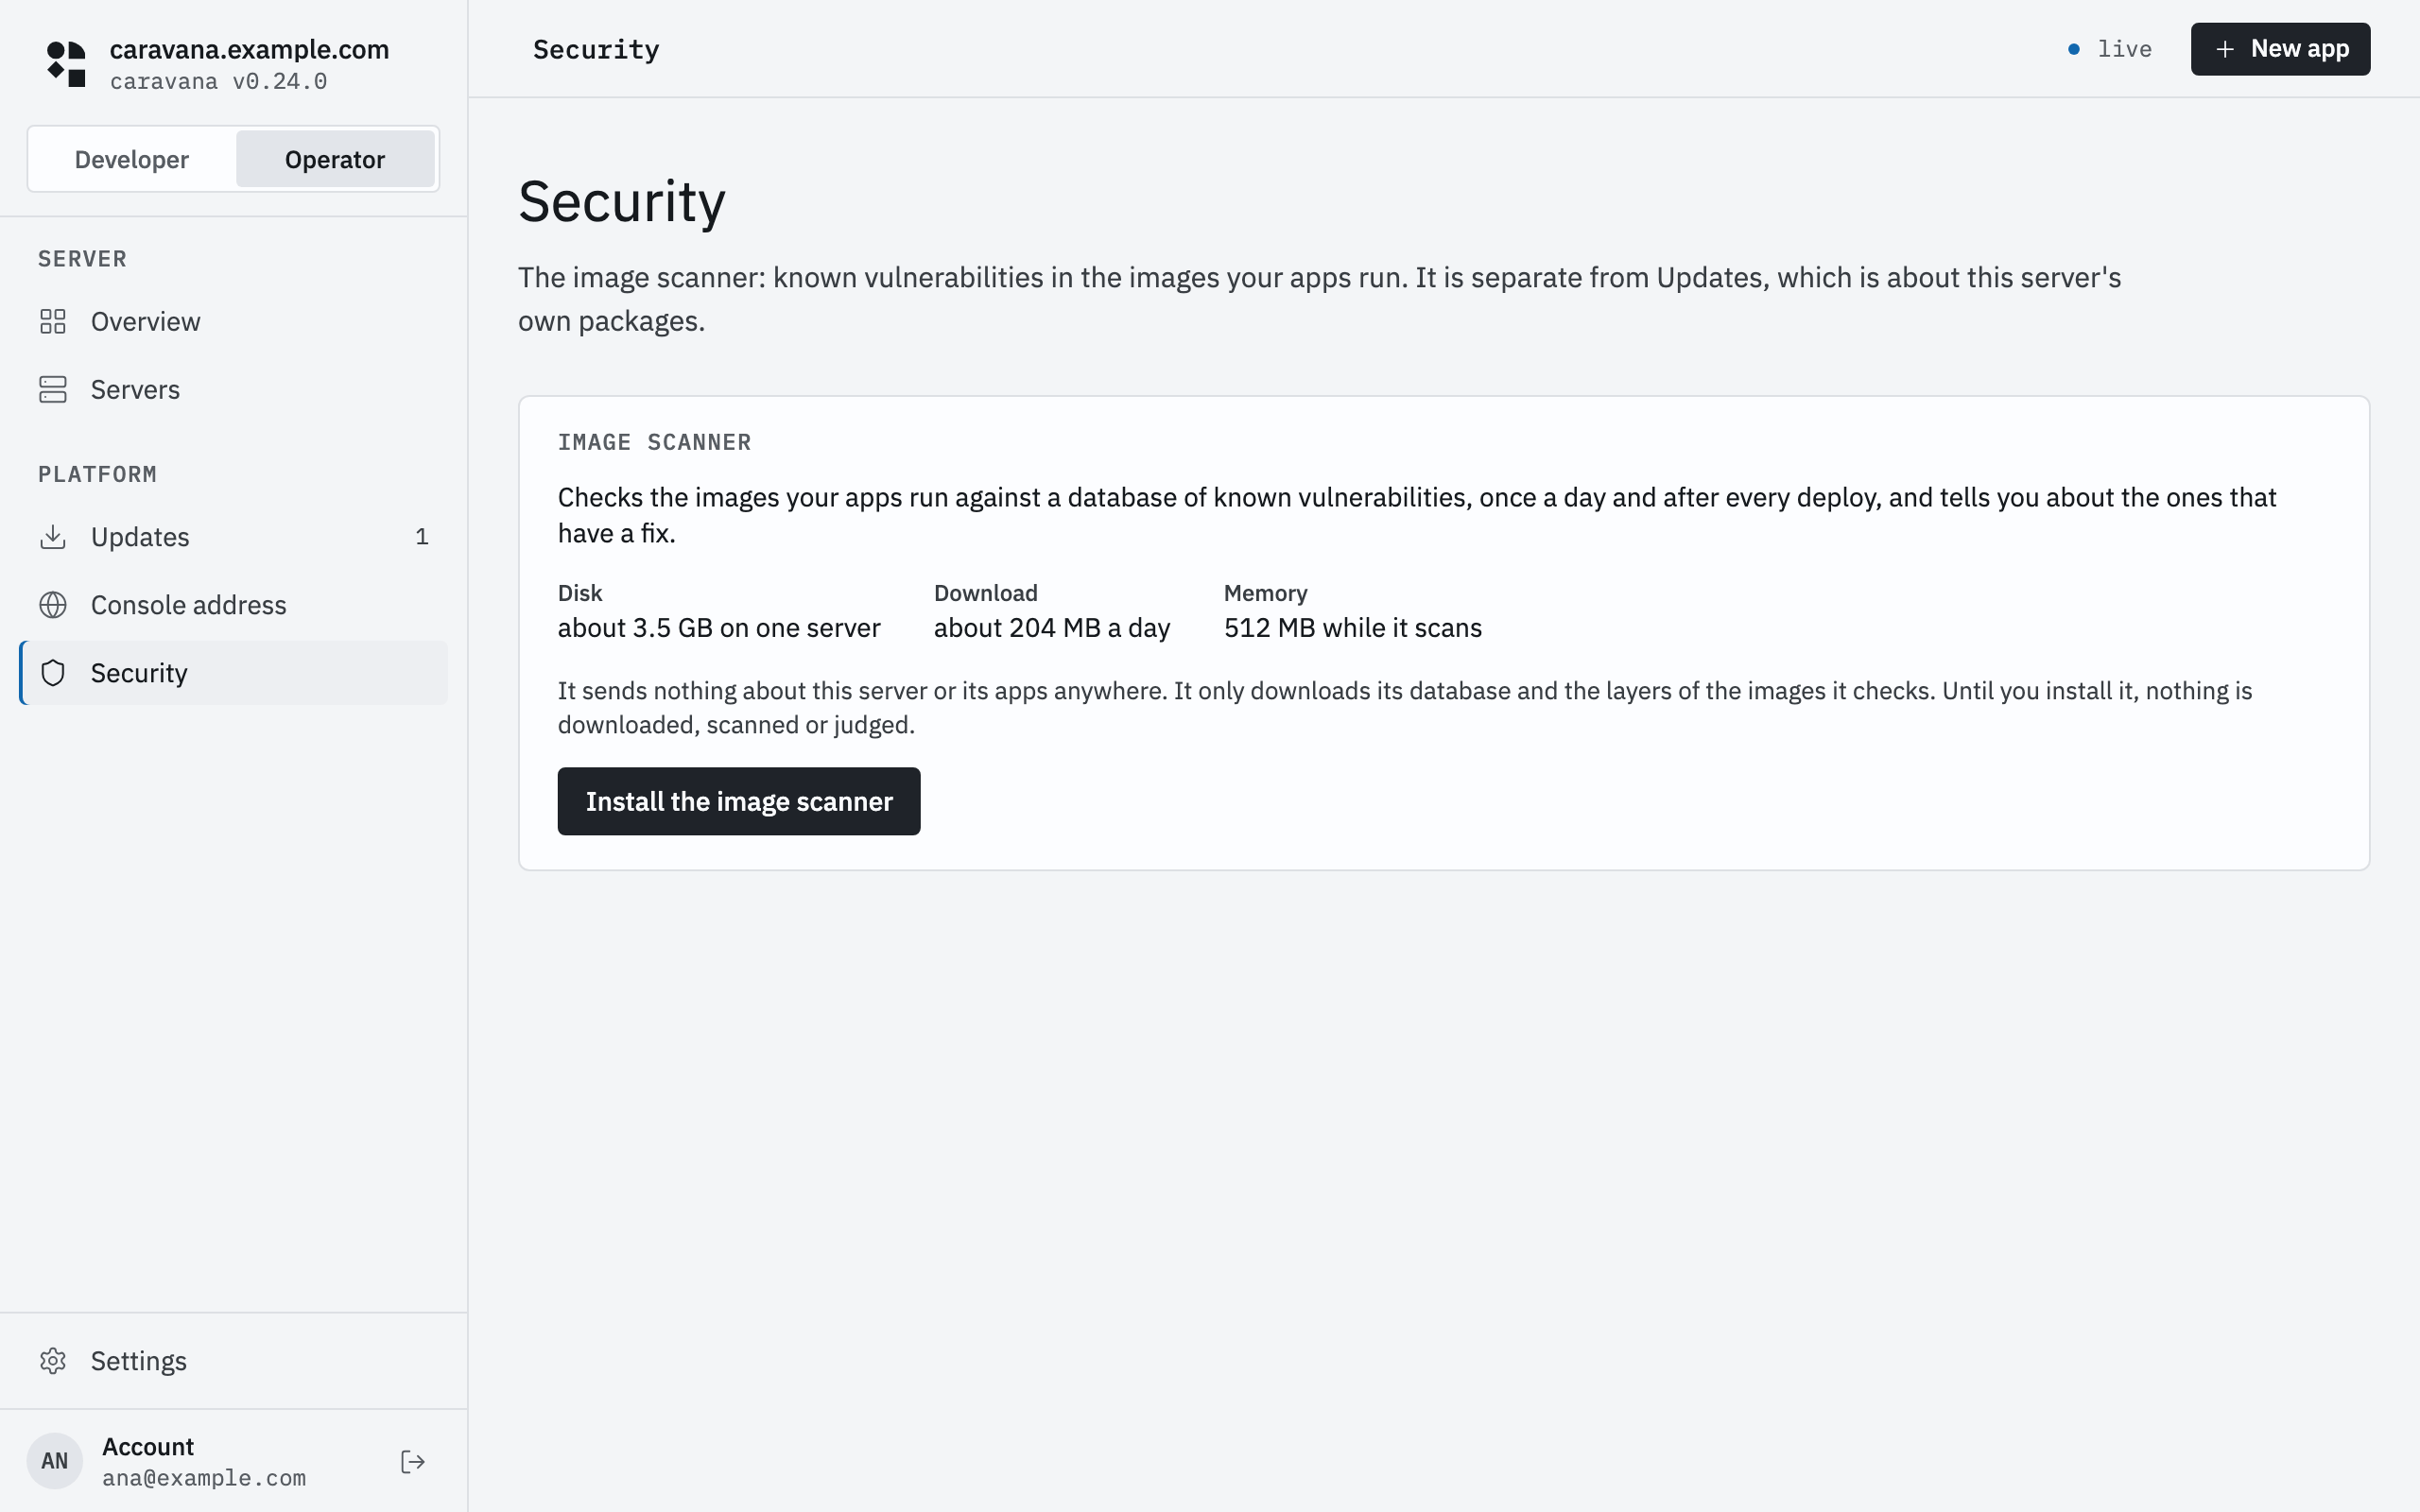 caravana.example.com
caravana v0.24.0
Developer
Operator
SERVER
Overview
Servers
PLATFORM
Updates
1
Console address
Security
Settings
AN
Account
ana@example.com
Security
live
New app
Security
The image scanner: known vulnerabilities in the images your apps run. It is separate from Updates, which is about this server's
own packages.
IMAGE SCANNER
Checks the images your apps run against a database of known vulnerabilities, once a day and after every deploy, and tells you about the ones that
have a fix.
Disk
about 3.5 GB on one server
Download
about 204 MB a day
Memory
512 MB while it scans
It sends nothing about this server or its apps anywhere. It only downloads its database and the layers of the images it checks. Until you install it, nothing is
downloaded, scanned or judged.
Install the image scanner